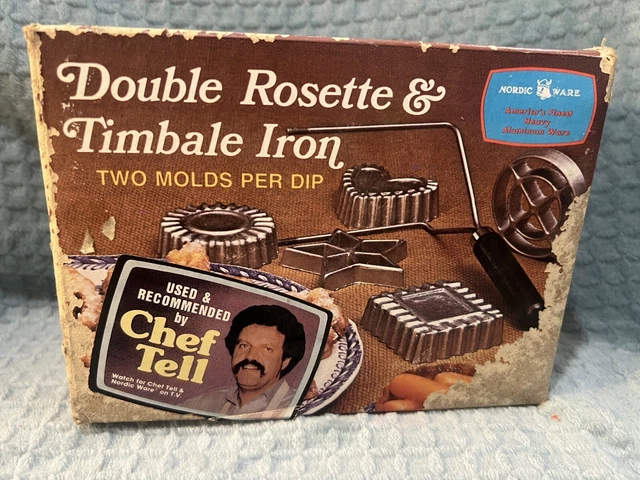 Double Rosette &
Timbale Iron
TWO MOLDS PER DIP
NORDIC WARE
America's Finest
Heavy
Aluminum Ware
USED &
RECOMMENDED
by
Chef
Tell
Watch for Chef Tell &
Nordic Ware on T.V.